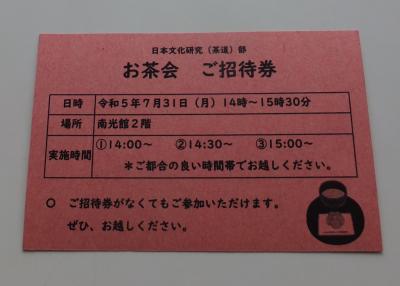 日本文化研究（茶道）部
お茶会　ご招待券
日時　令和５年７月31日（月）14時～15時30分
場所　南光館２階
実施時間　①14:00～　②14:30～　③15:00～
＊ご都合の良い時間帯でお越しください。
○　ご招待券がなくてもご参加いただけます。
ぜひ、お越しください。